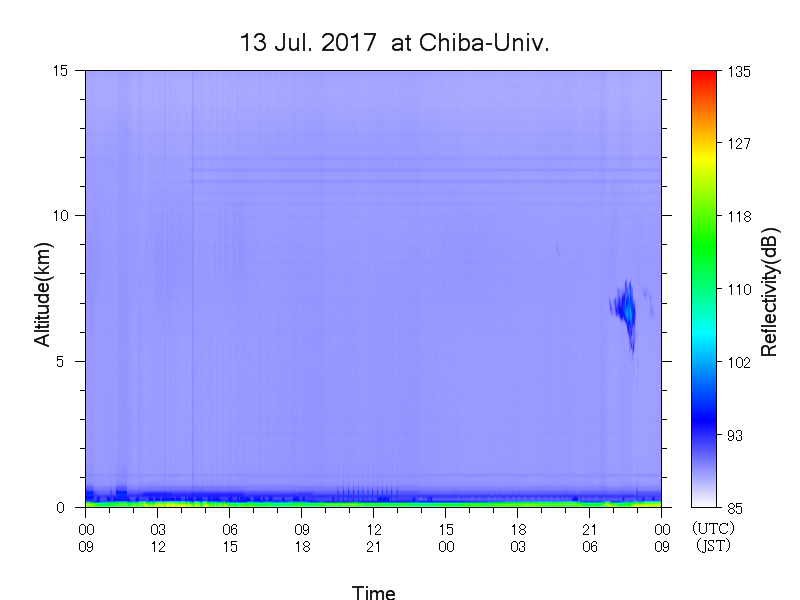 13 Jul. 2017 at Chiba-Univ.
15
10
5
0
Altitude(km)
00 03 06 09 12 15 18 21 00
09 12 15 18 21 00 03 06 09
Time
135
127
118
110
102
93
85
Reflectivity(dB)
(UTC)
(JST)